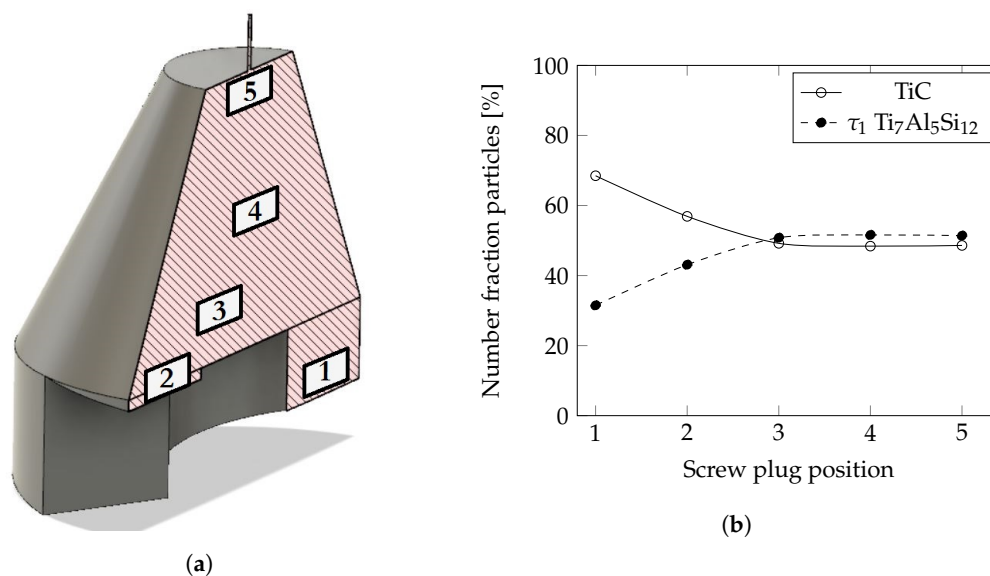 5
4
3
2
1
(a)
100
80
60
40
20
0
Number fraction particles [%]
TiC
τ₁ Ti₇Al₅Si₁₂
1 2 3 4 5
Screw plug position
(b)